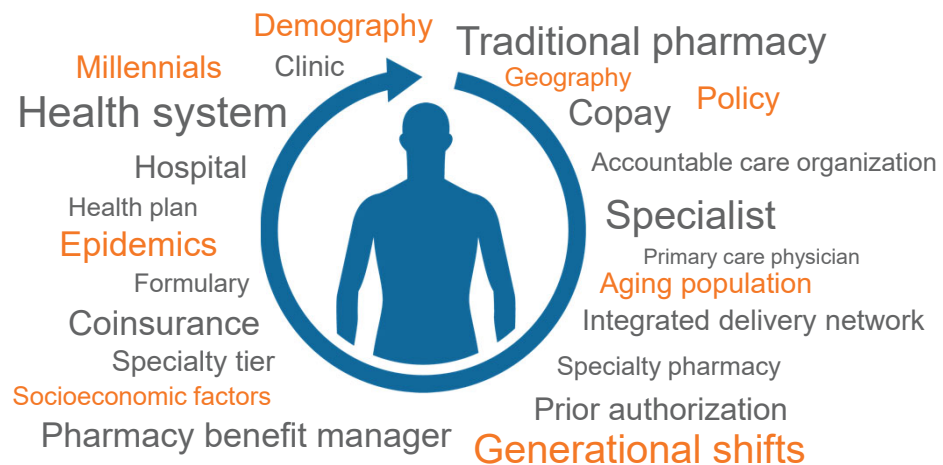 Demography
Traditional pharmacy
Millennials
Clinic
Geography
Health system
Copay
Policy
Hospital
Accountable care organization
Health plan
Specialist
Epidemics
Primary care physician
Formulary
Aging population
Coinsurance
Integrated delivery network
Specialty tier
Specialty pharmacy
Socioeconomic factors
Prior authorization
Pharmacy benefit manager
Generational shifts